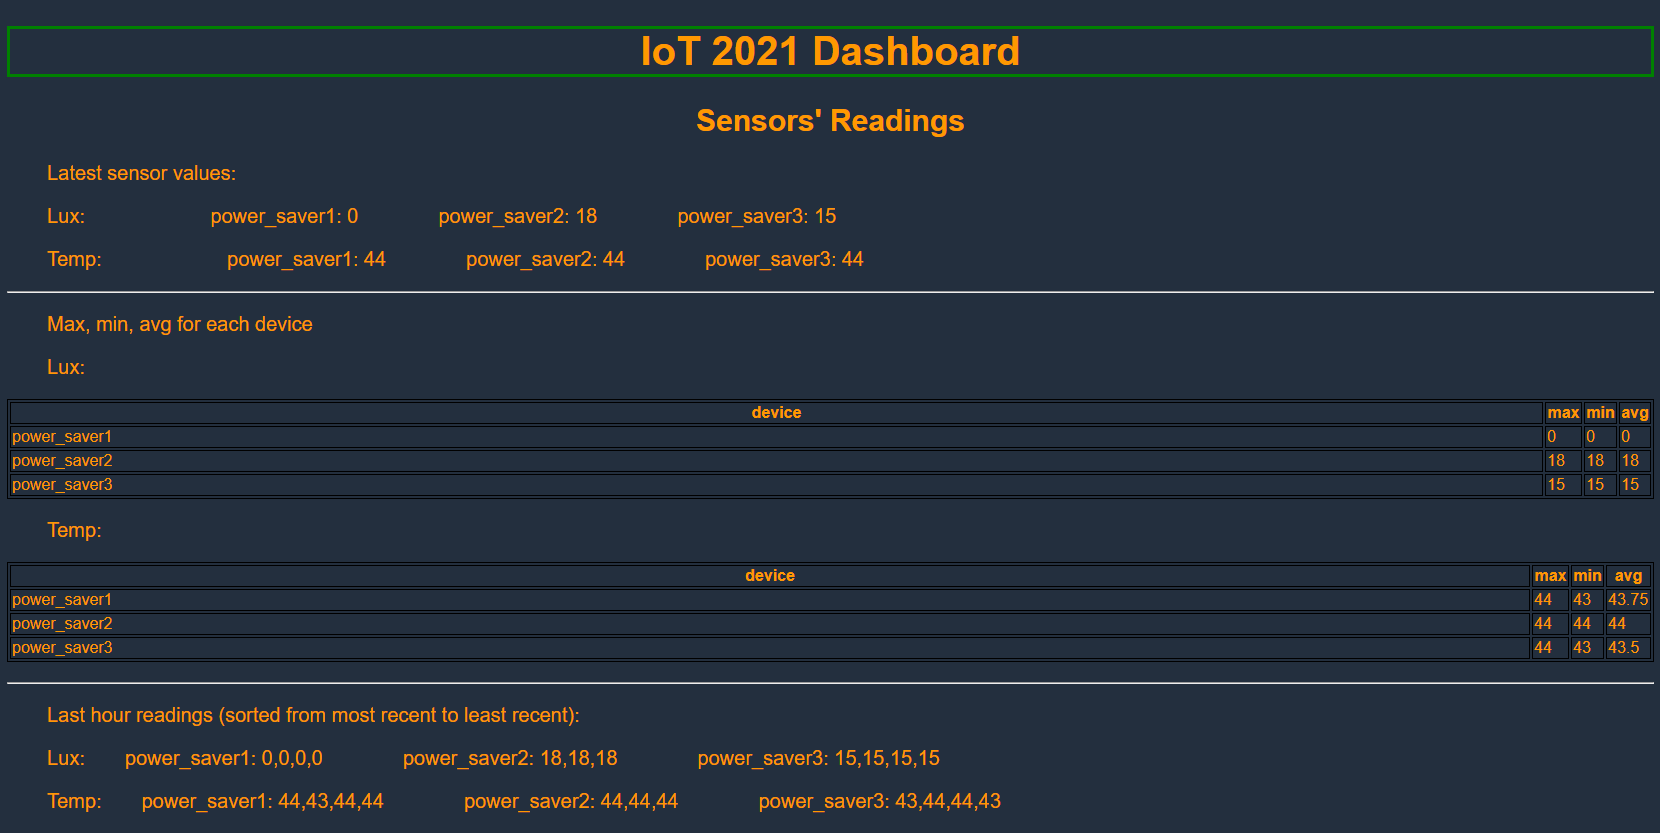 IoT 2021 Dashboard
Sensors' Readings
Latest sensor values:
Lux: power_saver1: 0 power_saver2: 18 power_saver3: 15
Temp: power_saver1: 44 power_saver2: 44 power_saver3: 44
Max, min, avg for each device
Lux:
device max min avg
power_saver1 0 0 0
power_saver2 18 18 18
power_saver3 15 15 15
Temp:
device max min avg
power_saver1 44 43 43.75
power_saver2 44 44 44
power_saver3 44 43 43.5
Last hour readings (sorted from most recent to least recent):
Lux: power_saver1: 0,0,0,0 power_saver2: 18,18,18 power_saver3: 15,15,15,15
Temp: power_saver1: 44,43,44,44 power_saver2: 44,44,44 power_saver3: 43,44,44,43